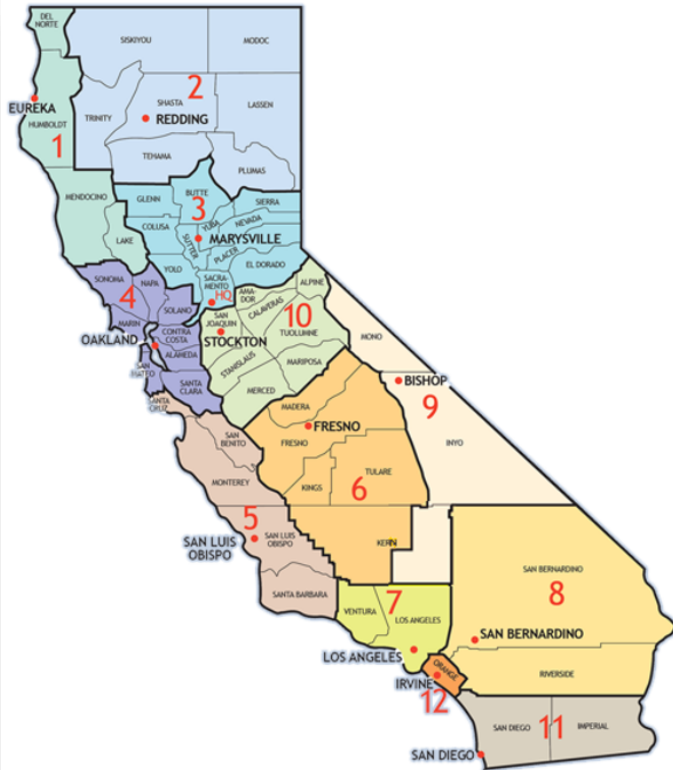 DEL
NORTE
SISKIYOU
MODOC
EUREKA
HUMBOLDT
1
TRINITY
2
SHASTA
REDDING
LASSEN
TEHAMA
PLUMAS
MENDOCINO
LAKE
GLENN
BUTTE
3
SIERRA
COLUSA
YUBA
NEVADA
SUTTER
MARYSVILLE
PLACER
YOLO
EL DORADO
SACRA-
MENTO
HQ
SONOMA
NAPA
4
SOLANO
MARIN
CONTRA
COSTA
OAKLAND
ALAMEDA
SAN
MATEO
SANTA
CLARA
SANTA
CRUZ
AMA-
DOR
ALPINE
CALAVERAS
10
SAN
JOAQUIN
TUOLUMNE
STOCKTON
STANISLAUS
MARIPOSA
MERCED
MONO
BISHOP
9
INYO
MADERA
FRESNO
FRESNO
TULARE
KINGS
6
KERN
SAN
BENITO
MONTEREY
5
SAN LUIS
OBISPO
SAN LUIS
OBISPO
SANTA BARBARA
7
VENTURA
LOS ANGELES
LOS ANGELES
SAN BERNARDINO
8
SAN BERNARDINO
RIVERSIDE
ORANGE
IRVINE
12
SAN DIEGO
11
IMPERIAL
SAN DIEGO